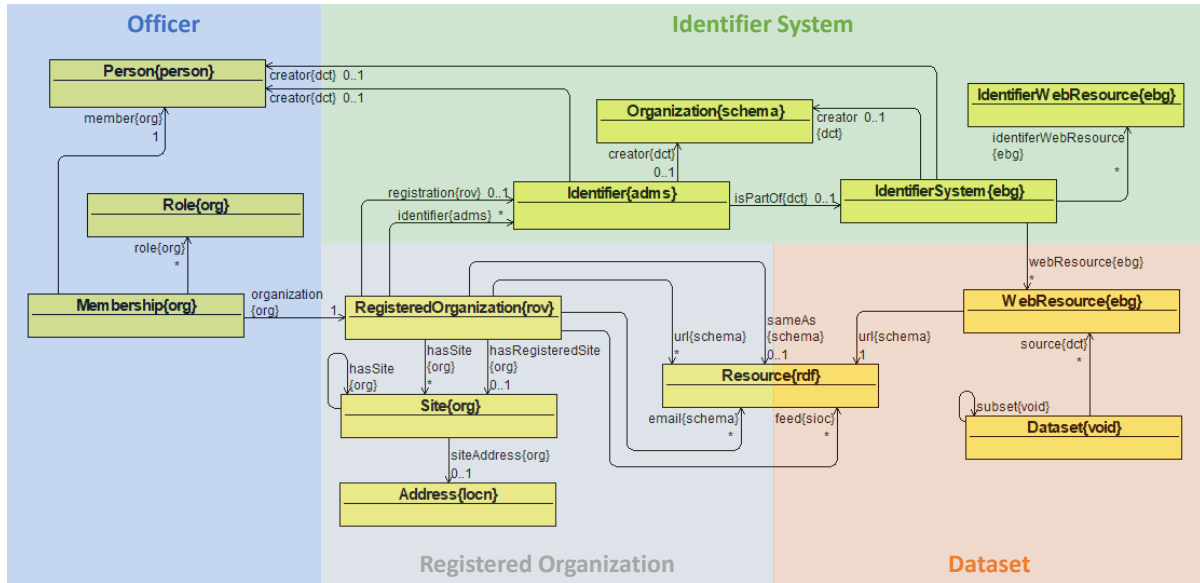 Officer
Identifier System
Person{person}
creator{dct} 0..1
creator{dct} 0..1
member{org}
1
Organization{schema}
creator 0..1
{dct}
IdentifierWebResource{ebg}
identiferWebResource
{ebg}
*
creator{dct}
0..1
Role{org}
role{org}
*
registration{rov} 0..1
identifier{adms} *
Identifier{adms}
isPartOf{dct} 0..1
IdentifierSystem{ebg}
webResource{ebg}
*
Membership{org}
organization
{org}
1
RegisteredOrganization{rov}
WebResource{ebg}
url{schema}
*
sameAs
{schema}
0..1
url{schema}
1
source{dct}
*
hasSite
{org}
hasSite
{org}
*
hasRegisteredSite
{org}
0..1
Resource{rdf}
Site{org}
email{schema}
*
feed{sioc}
*
subset{void}
Dataset{void}
siteAddress{org}
0..1
Address{locn}
Registered Organization
Dataset